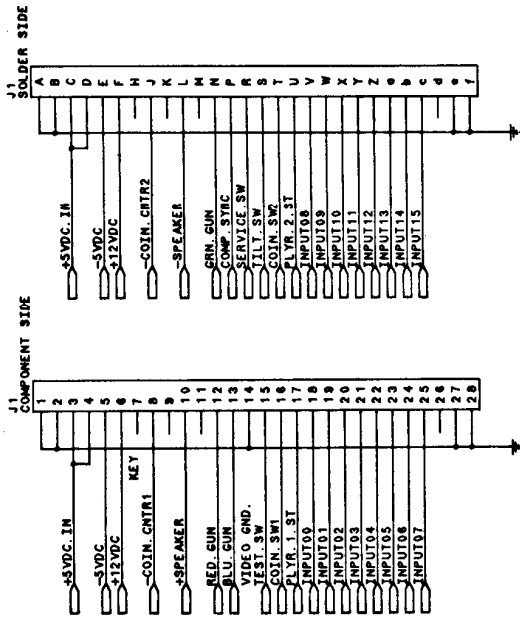 J1
COMPONENT SIDE
1
2
+5VDC.IN 3
4
-5VDC 5
+12VDC 6
KEY 7
-COIN.CNTR1 8
9
+SPEAKER 10
11
RED.GUN 12
BLU.GUN 13
VIDEO GND. 14
TEST.SW 15
COIN.SW1 16
PLYR.1.ST 17
INPUT00 18
INPUT01 19
INPUT02 20
INPUT03 21
INPUT04 22
INPUT05 23
INPUT06 24
INPUT07 25
26
27
28
J1
SOLDER SIDE
A
B
+5VDC.IN C
D
-5VDC E
+12VDC F
H
-COIN.CNTR2 J
K
-SPEAKER L
M
GRN.GUN N
COMP.SYNC P
SERVICE.SW R
TILT.SW S
COIN.SW2 T
PLYR.2.ST U
INPUT08 V
INPUT09 W
INPUT10 X
INPUT11 Y
INPUT12 Z
INPUT13 a
INPUT14 b
INPUT15 c
d
e
f